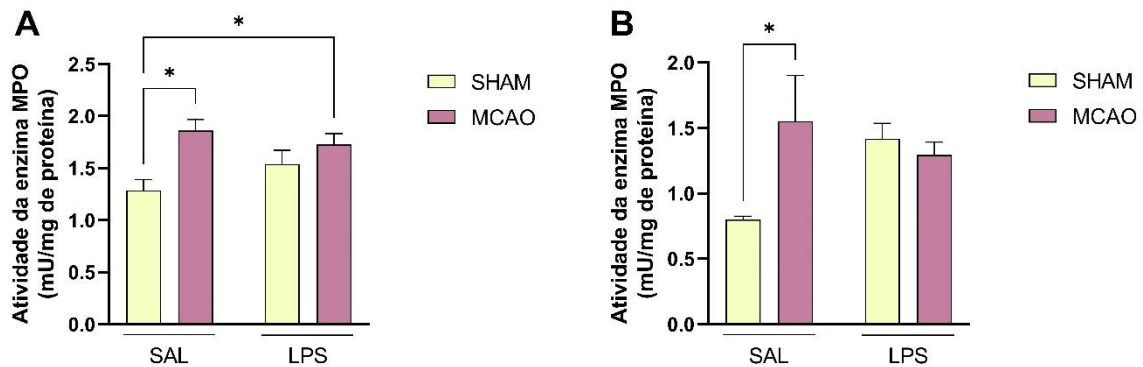 A
*
*
Atividade da enzima MPO
(mU/mg de proteína)
2.5
2.0
1.5
1.0
0.5
0.0
SAL
LPS
SHAM
MCAO
B
*
Atividade da enzima MPO
(mU/mg de proteína)
2.0
1.5
1.0
0.5
0.0
SAL
LPS
SHAM
MCAO